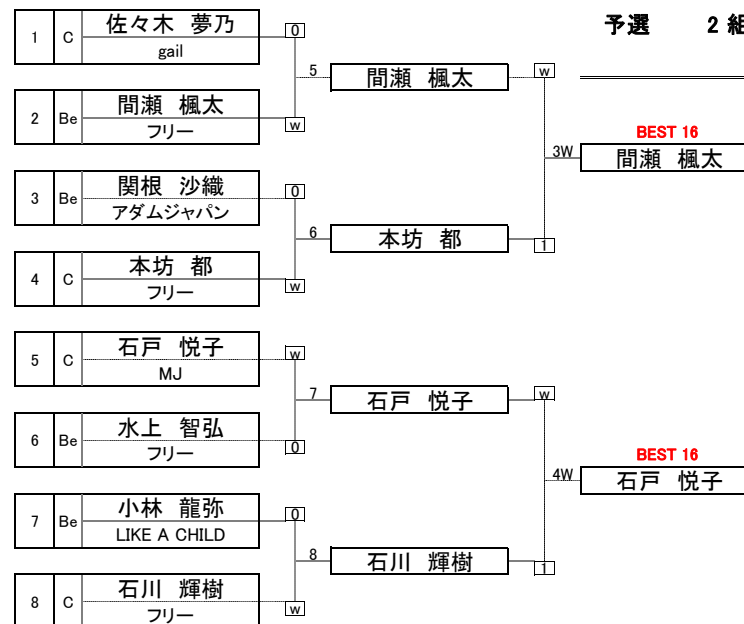 予選 2 組
1 C 佐々木 夢乃 0
gail
5 間瀬 楓太 w
2 Be 間瀬 楓太
フリー w
BEST 16
3W 間瀬 楓太
3 Be 関根 沙織 0
アダムジャパン
6 本坊 都 1
4 C 本坊 都
フリー w
5 C 石戸 悦子 w
MJ
7 石戸 悦子 w
6 Be 水上 智弘
フリー 0
BEST 16
4W 石戸 悦子
7 Be 小林 龍弥 0
LIKE A CHILD
8 石川 輝樹 1
8 C 石川 輝樹
フリー w